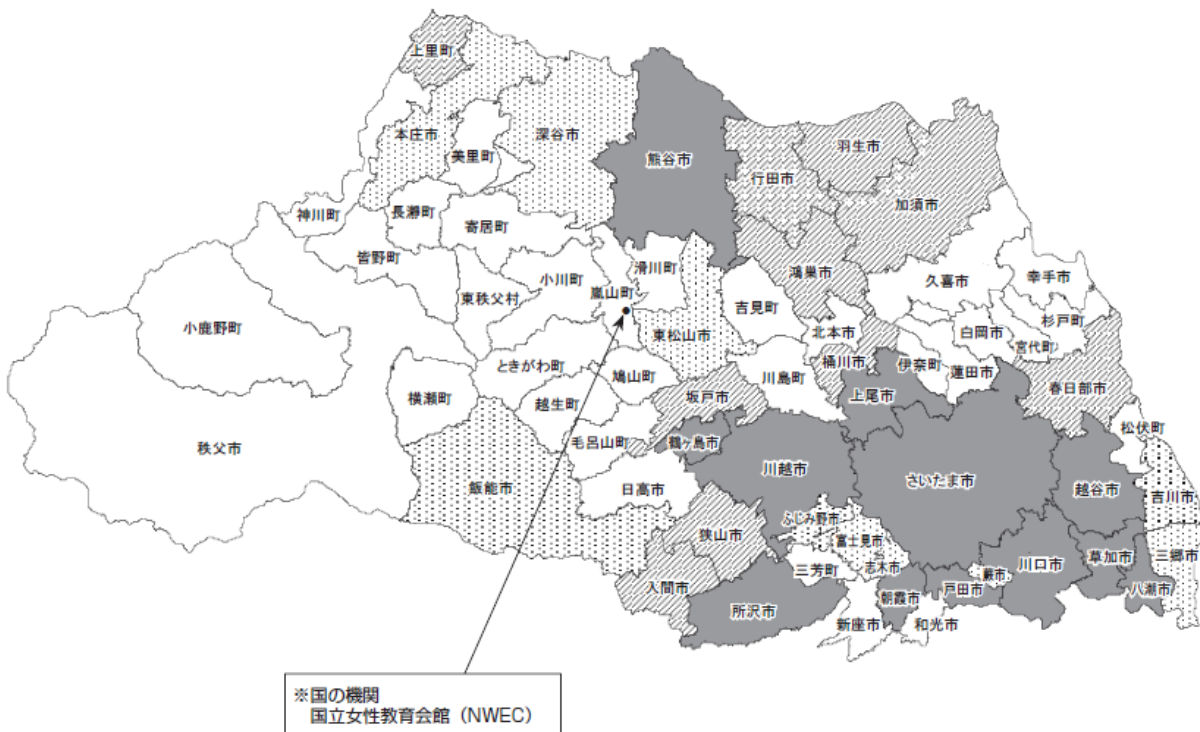 上里町
本庄市
美里町
深谷市
熊谷市
行田市
羽生市
加須市
神川町
長瀞町
寄居町
皆野町
小鹿野町
東秩父村
小川町
嵐山町
滑川町
吉見町
鴻巣市
久喜市
幸手市
東松山市
北本市
白岡市
杉戸町
宮代町
桶川市
伊奈町
蓮田市
春日部市
ときがわ町
鳩山町
川島町
上尾市
横瀬町
越生町
坂戸市
松伏町
秩父市
毛呂山町
鶴ヶ島市
川越市
さいたま市
越谷市
吉川市
飯能市
日高市
狭山市
ふじみ野市
富士見市
三芳町
志木市
川口市
草加市
三郷市
入間市
所沢市
朝霞市
戸田市
蕨市
八潮市
新座市
和光市
※国の機関
国立女性教育会館（NWEC）